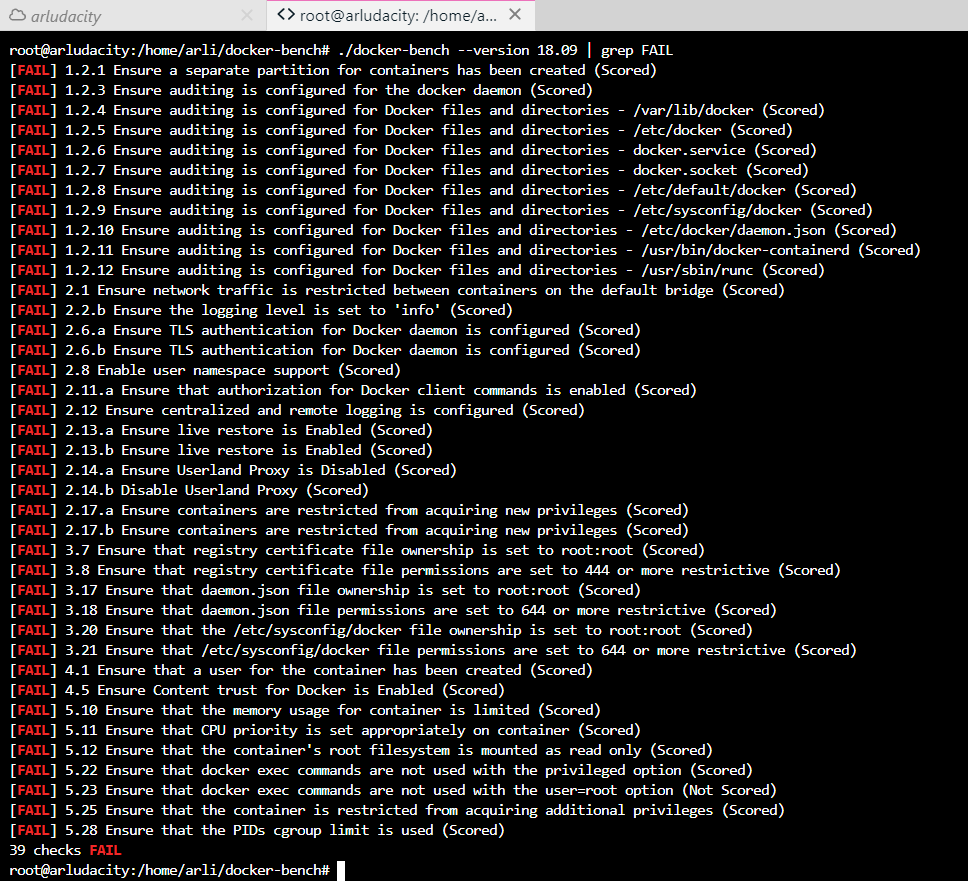 arludacity
root@arludacity: /home/a...
root@arludacity:/home/arli/docker-bench# ./docker-bench --version 18.09 | grep FAIL
[FAIL] 1.2.1 Ensure a separate partition for containers has been created (Scored)
[FAIL] 1.2.3 Ensure auditing is configured for the docker daemon (Scored)
[FAIL] 1.2.4 Ensure auditing is configured for Docker files and directories - /var/lib/docker (Scored)
[FAIL] 1.2.5 Ensure auditing is configured for Docker files and directories - /etc/docker (Scored)
[FAIL] 1.2.6 Ensure auditing is configured for Docker files and directories - docker.service (Scored)
[FAIL] 1.2.7 Ensure auditing is configured for Docker files and directories - docker.socket (Scored)
[FAIL] 1.2.8 Ensure auditing is configured for Docker files and directories - /etc/default/docker (Scored)
[FAIL] 1.2.9 Ensure auditing is configured for Docker files and directories - /etc/sysconfig/docker (Scored)
[FAIL] 1.2.10 Ensure auditing is configured for Docker files and directories - /etc/docker/daemon.json (Scored)
[FAIL] 1.2.11 Ensure auditing is configured for Docker files and directories - /usr/bin/docker-containerd (Scored)
[FAIL] 1.2.12 Ensure auditing is configured for Docker files and directories - /usr/sbin/runc (Scored)
[FAIL] 2.1 Ensure network traffic is restricted between containers on the default bridge (Scored)
[FAIL] 2.2.b Ensure the logging level is set to 'info' (Scored)
[FAIL] 2.6.a Ensure TLS authentication for Docker daemon is configured (Scored)
[FAIL] 2.6.b Ensure TLS authentication for Docker daemon is configured (Scored)
[FAIL] 2.8 Enable user namespace support (Scored)
[FAIL] 2.11.a Ensure that authorization for Docker client commands is enabled (Scored)
[FAIL] 2.12 Ensure centralized and remote logging is configured (Scored)
[FAIL] 2.13.a Ensure live restore is Enabled (Scored)
[FAIL] 2.13.b Ensure live restore is Enabled (Scored)
[FAIL] 2.14.a Ensure Userland Proxy is Disabled (Scored)
[FAIL] 2.14.b Disable Userland Proxy (Scored)
[FAIL] 2.17.a Ensure containers are restricted from acquiring new privileges (Scored)
[FAIL] 2.17.b Ensure containers are restricted from acquiring new privileges (Scored)
[FAIL] 3.7 Ensure that registry certificate file ownership is set to root:root (Scored)
[FAIL] 3.8 Ensure that registry certificate file permissions are set to 444 or more restrictive (Scored)
[FAIL] 3.17 Ensure that daemon.json file ownership is set to root:root (Scored)
[FAIL] 3.18 Ensure that daemon.json file permissions are set to 644 or more restrictive (Scored)
[FAIL] 3.20 Ensure that the /etc/sysconfig/docker file ownership is set to root:root (Scored)
[FAIL] 3.21 Ensure that /etc/sysconfig/docker file permissions are set to 644 or more restrictive (Scored)
[FAIL] 4.1 Ensure that a user for the container has been created (Scored)
[FAIL] 4.5 Ensure Content trust for Docker is Enabled (Scored)
[FAIL] 5.10 Ensure that the memory usage for container is limited (Scored)
[FAIL] 5.11 Ensure that CPU priority is set appropriately on container (Scored)
[FAIL] 5.12 Ensure that the container's root filesystem is mounted as read only (Scored)
[FAIL] 5.22 Ensure that docker exec commands are not used with the privileged option (Scored)
[FAIL] 5.23 Ensure that docker exec commands are not used with the user=root option (Not Scored)
[FAIL] 5.25 Ensure that the container is restricted from acquiring additional privileges (Scored)
[FAIL] 5.28 Ensure that the PIDs cgroup limit is used (Scored)
39 checks FAIL
root@arludacity:/home/arli/docker-bench#